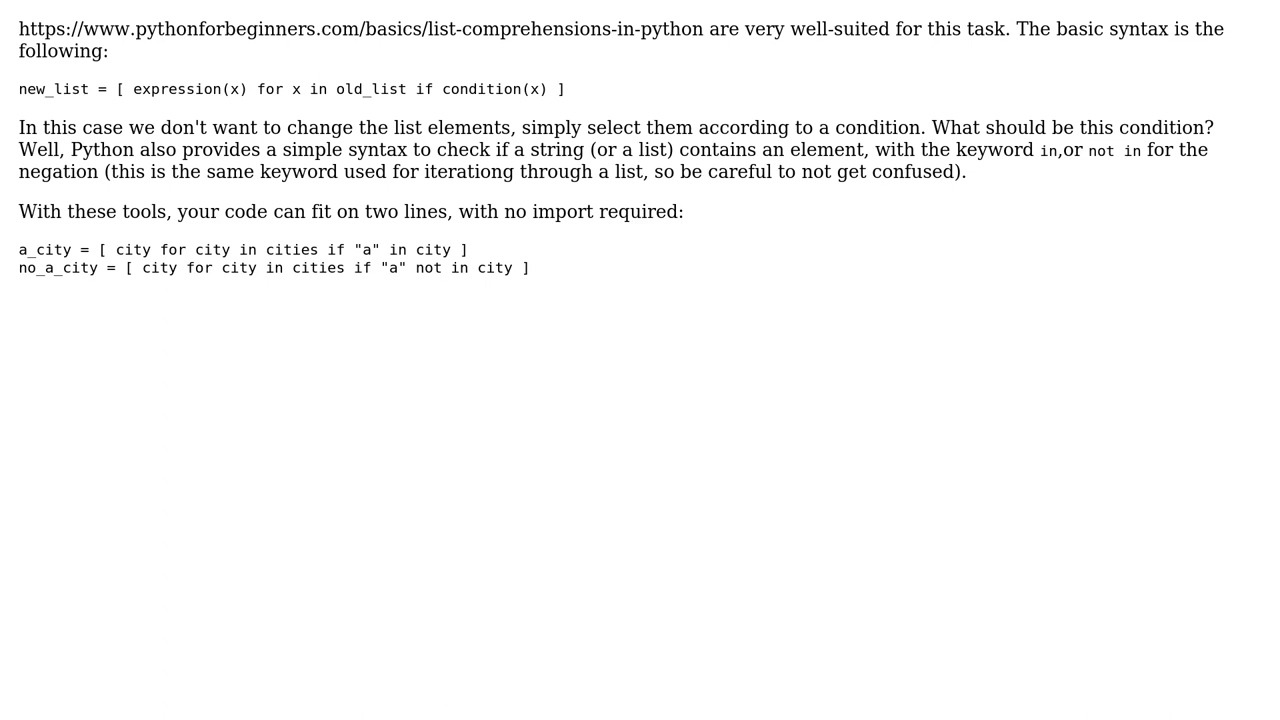 https://www.pythonforbeginners.com/basics/list-comprehensions-in-python are very well-suited for this task. The basic syntax is the
following:
new_list = [ expression(x) for x in old_list if condition(x) ]
In this case we don't want to change the list elements, simply select them according to a condition. What should be this condition?
Well, Python also provides a simple syntax to check if a string (or a list) contains an element, with the keyword in,or not in for the
negation (this is the same keyword used for iterationg through a list, so be careful to not get confused).
With these tools, your code can fit on two lines, with no import required:
a_city = [ city for city in cities if "a" in city ]
no_a_city = [ city for city in cities if "a" not in city ]